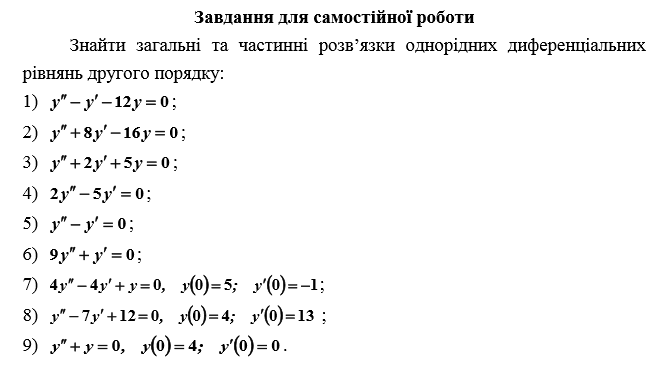 Завдання для самостійної роботи
Знайти загальні та частинні розв’язки однорідних диференціальних
рівнянь другого порядку:
1) y″ − y′ − 12y = 0;
2) y″ + 8y′ − 16y = 0;
3) y″ + 2y′ + 5y = 0;
4) 2y″ − 5y′ = 0;
5) y″ − y′ = 0;
6) 9y″ + y′ = 0;
7) 4y″ − 4y′ + y = 0, y(0) = 5; y′(0) = −1;
8) y″ − 7y′ + 12 = 0, y(0) = 4; y′(0) = 13 ;
9) y″ + y = 0, y(0) = 4; y′(0) = 0 .